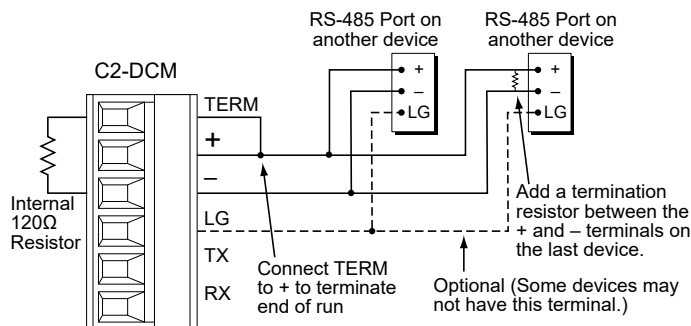 RS-485 Port on
another device
RS-485 Port on
another device
C2-DCM
+
–
LG
+
–
LG
TERM
+
–
LG
TX
RX
Internal
120Ω
Resistor
Connect TERM
to + to terminate
end of run
Add a termination
resistor between the
+ and – terminals on
the last device.
Optional (Some devices may
not have this terminal.)